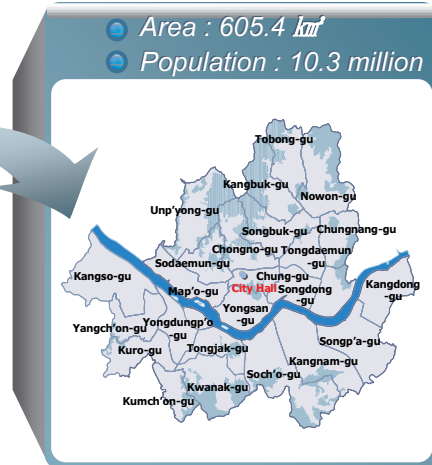 Area : 605.4 ㎢
Population : 10.3 million
Tobong-gu
Kangbuk-gu
Nowon-gu
Unp'yong-gu
Songbuk-gu
Chungnang-gu
Chongno-gu
Tongdaemun
-gu
Sodaemun-gu
Kangso-gu
Map'o-gu
City Hall
Chung-gu
Songdong
-gu
Kangdong
-gu
Yongsan
-gu
Yangch'on-gu
Yongdungp'o
-gu
Kuro-gu
Tongjak-gu
Songp'a-gu
Kangnam-gu
Soch'o-gu
Kwanak-gu
Kumch'on-gu